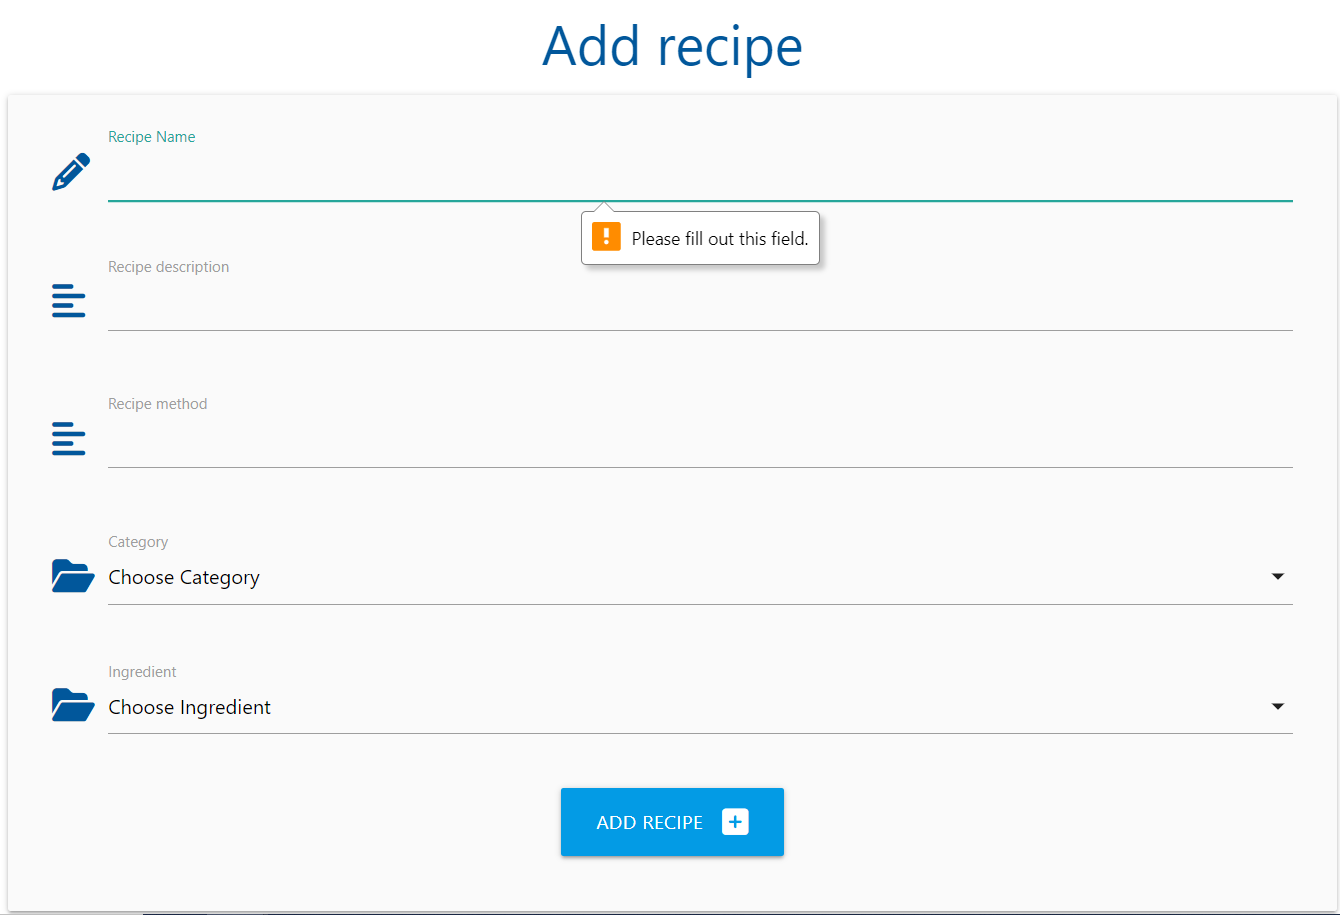 Add recipe
Recipe Name
Please fill out this field.
Recipe description
Recipe method
Category
Choose Category
Ingredient
Choose Ingredient
ADD RECIPE